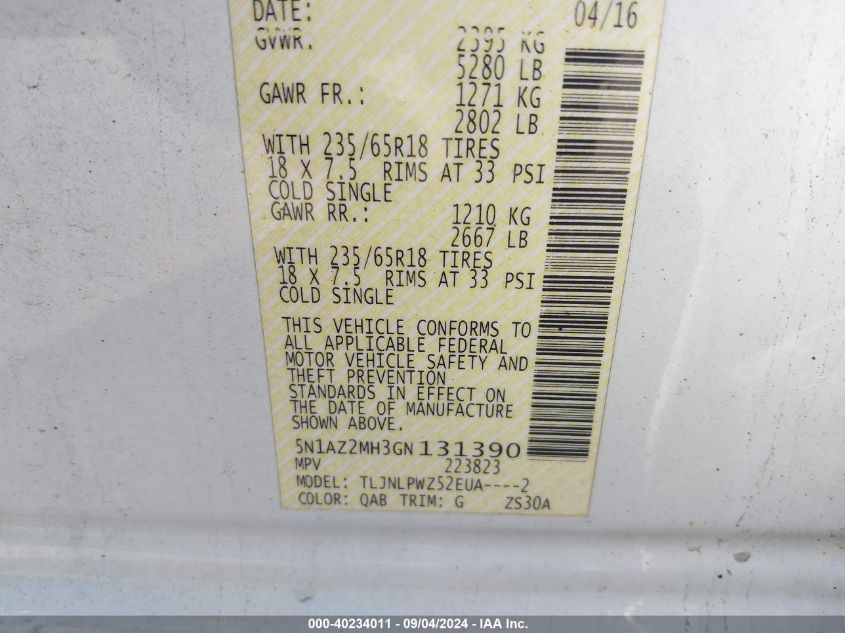 DATE: 04/16
GVWR. 2395 KG
5280 LB
GAWR FR.: 1271 KG
2802 LB
WITH 235/65R18 TIRES
18 X 7.5 RIMS AT 33 PSI
COLD SINGLE
GAWR RR.: 1210 KG
2667 LB
WITH 235/65R18 TIRES
18 X 7.5 RIMS AT 33 PSI
COLD SINGLE
THIS VEHICLE CONFORMS TO
ALL APPLICABLE FEDERAL
MOTOR VEHICLE SAFETY AND
THEFT PREVENTION
STANDARDS IN EFFECT ON
THE DATE OF MANUFACTURE
SHOWN ABOVE.
5N1AZ2MH3GN131390
MPV 223823
MODEL: TLJNLPWZ52EUA----2
COLOR: QAB TRIM: G ZS30A
000-40234011 - 09/04/2024 - IAA Inc.